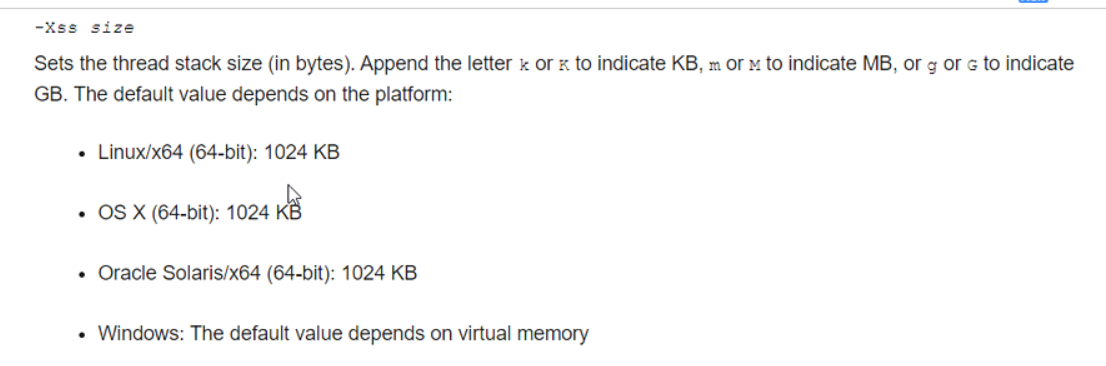 -Xss size
Sets the thread stack size (in bytes). Append the letter k or K to indicate KB, m or M to indicate MB, or g or G to indicate
GB. The default value depends on the platform:
• Linux/x64 (64-bit): 1024 KB
• OS X (64-bit): 1024 KB
• Oracle Solaris/x64 (64-bit): 1024 KB
• Windows: The default value depends on virtual memory